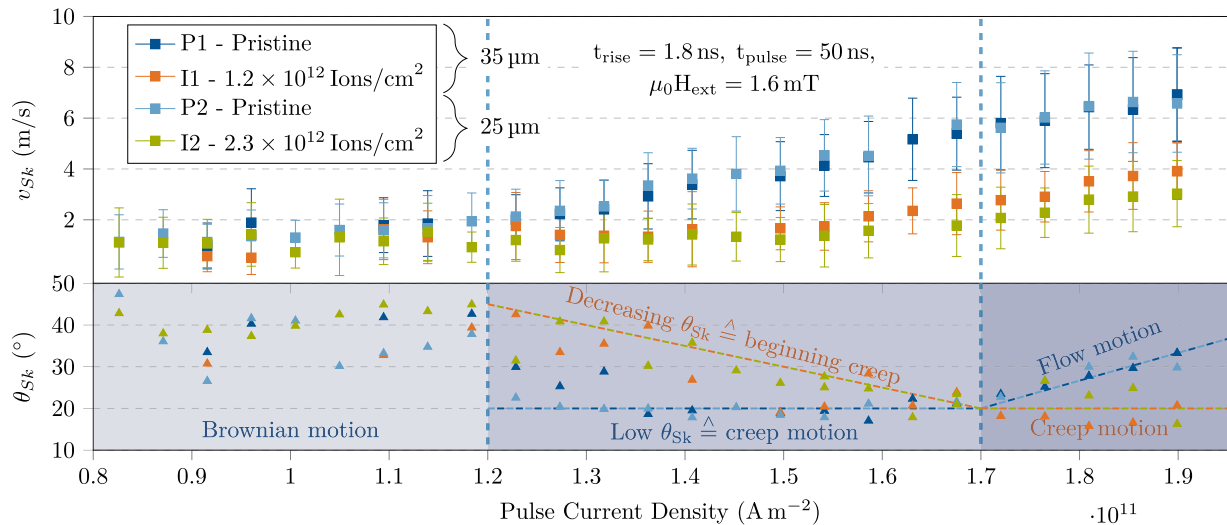 10
8
6
4
2
v_Sk (m/s)
P1 - Pristine
I1 - 1.2 × 10^12 Ions/cm^2
P2 - Pristine
I2 - 2.3 × 10^12 Ions/cm^2
35 µm
25 µm
t_rise = 1.8 ns, t_pulse = 50 ns,
µ_0H_ext = 1.6 mT
50
40
30
20
10
θ_Sk (°)
Decreasing θ_Sk ≙ beginning creep
Flow motion
Brownian motion
Low θ_Sk ≙ creep motion
Creep motion
0.8 0.9 1 1.1 1.2 1.3 1.4 1.5 1.6 1.7 1.8 1.9
Pulse Current Density (A m^−2)
·10^11